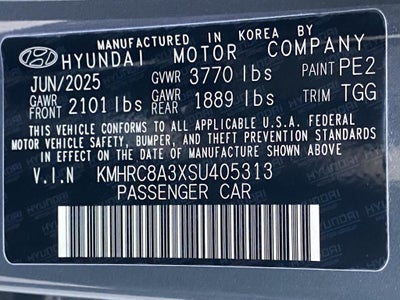 MANUFACTURED IN KOREA BY
HYUNDAI MOTOR COMPANY
JUN/2025 GVWR 3770 lbs PAINT PE2
GAWR FRONT 2101 lbs GAWR REAR 1889 lbs TRIM TGG
THIS VEHICLE CONFORMS TO ALL APPLICABLE U.S.A. FEDERAL
MOTOR VEHICLE SAFETY, BUMPER, AND THEFT PREVENTION STANDARDS
IN EFFECT ON THE DATE OF MANUFACTURE SHOWN ABOVE.
V.I.N KMHRC8A3XSU405313
PASSENGER CAR